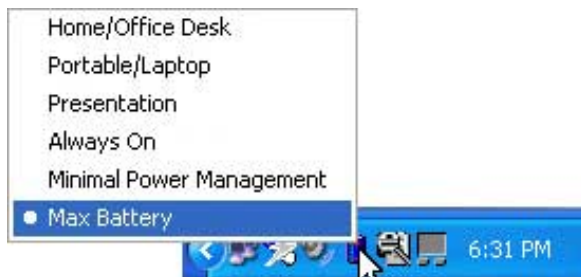 Home/Office Desk
Portable/Laptop
Presentation
Always On
Minimal Power Management
Max Battery
6:31 PM